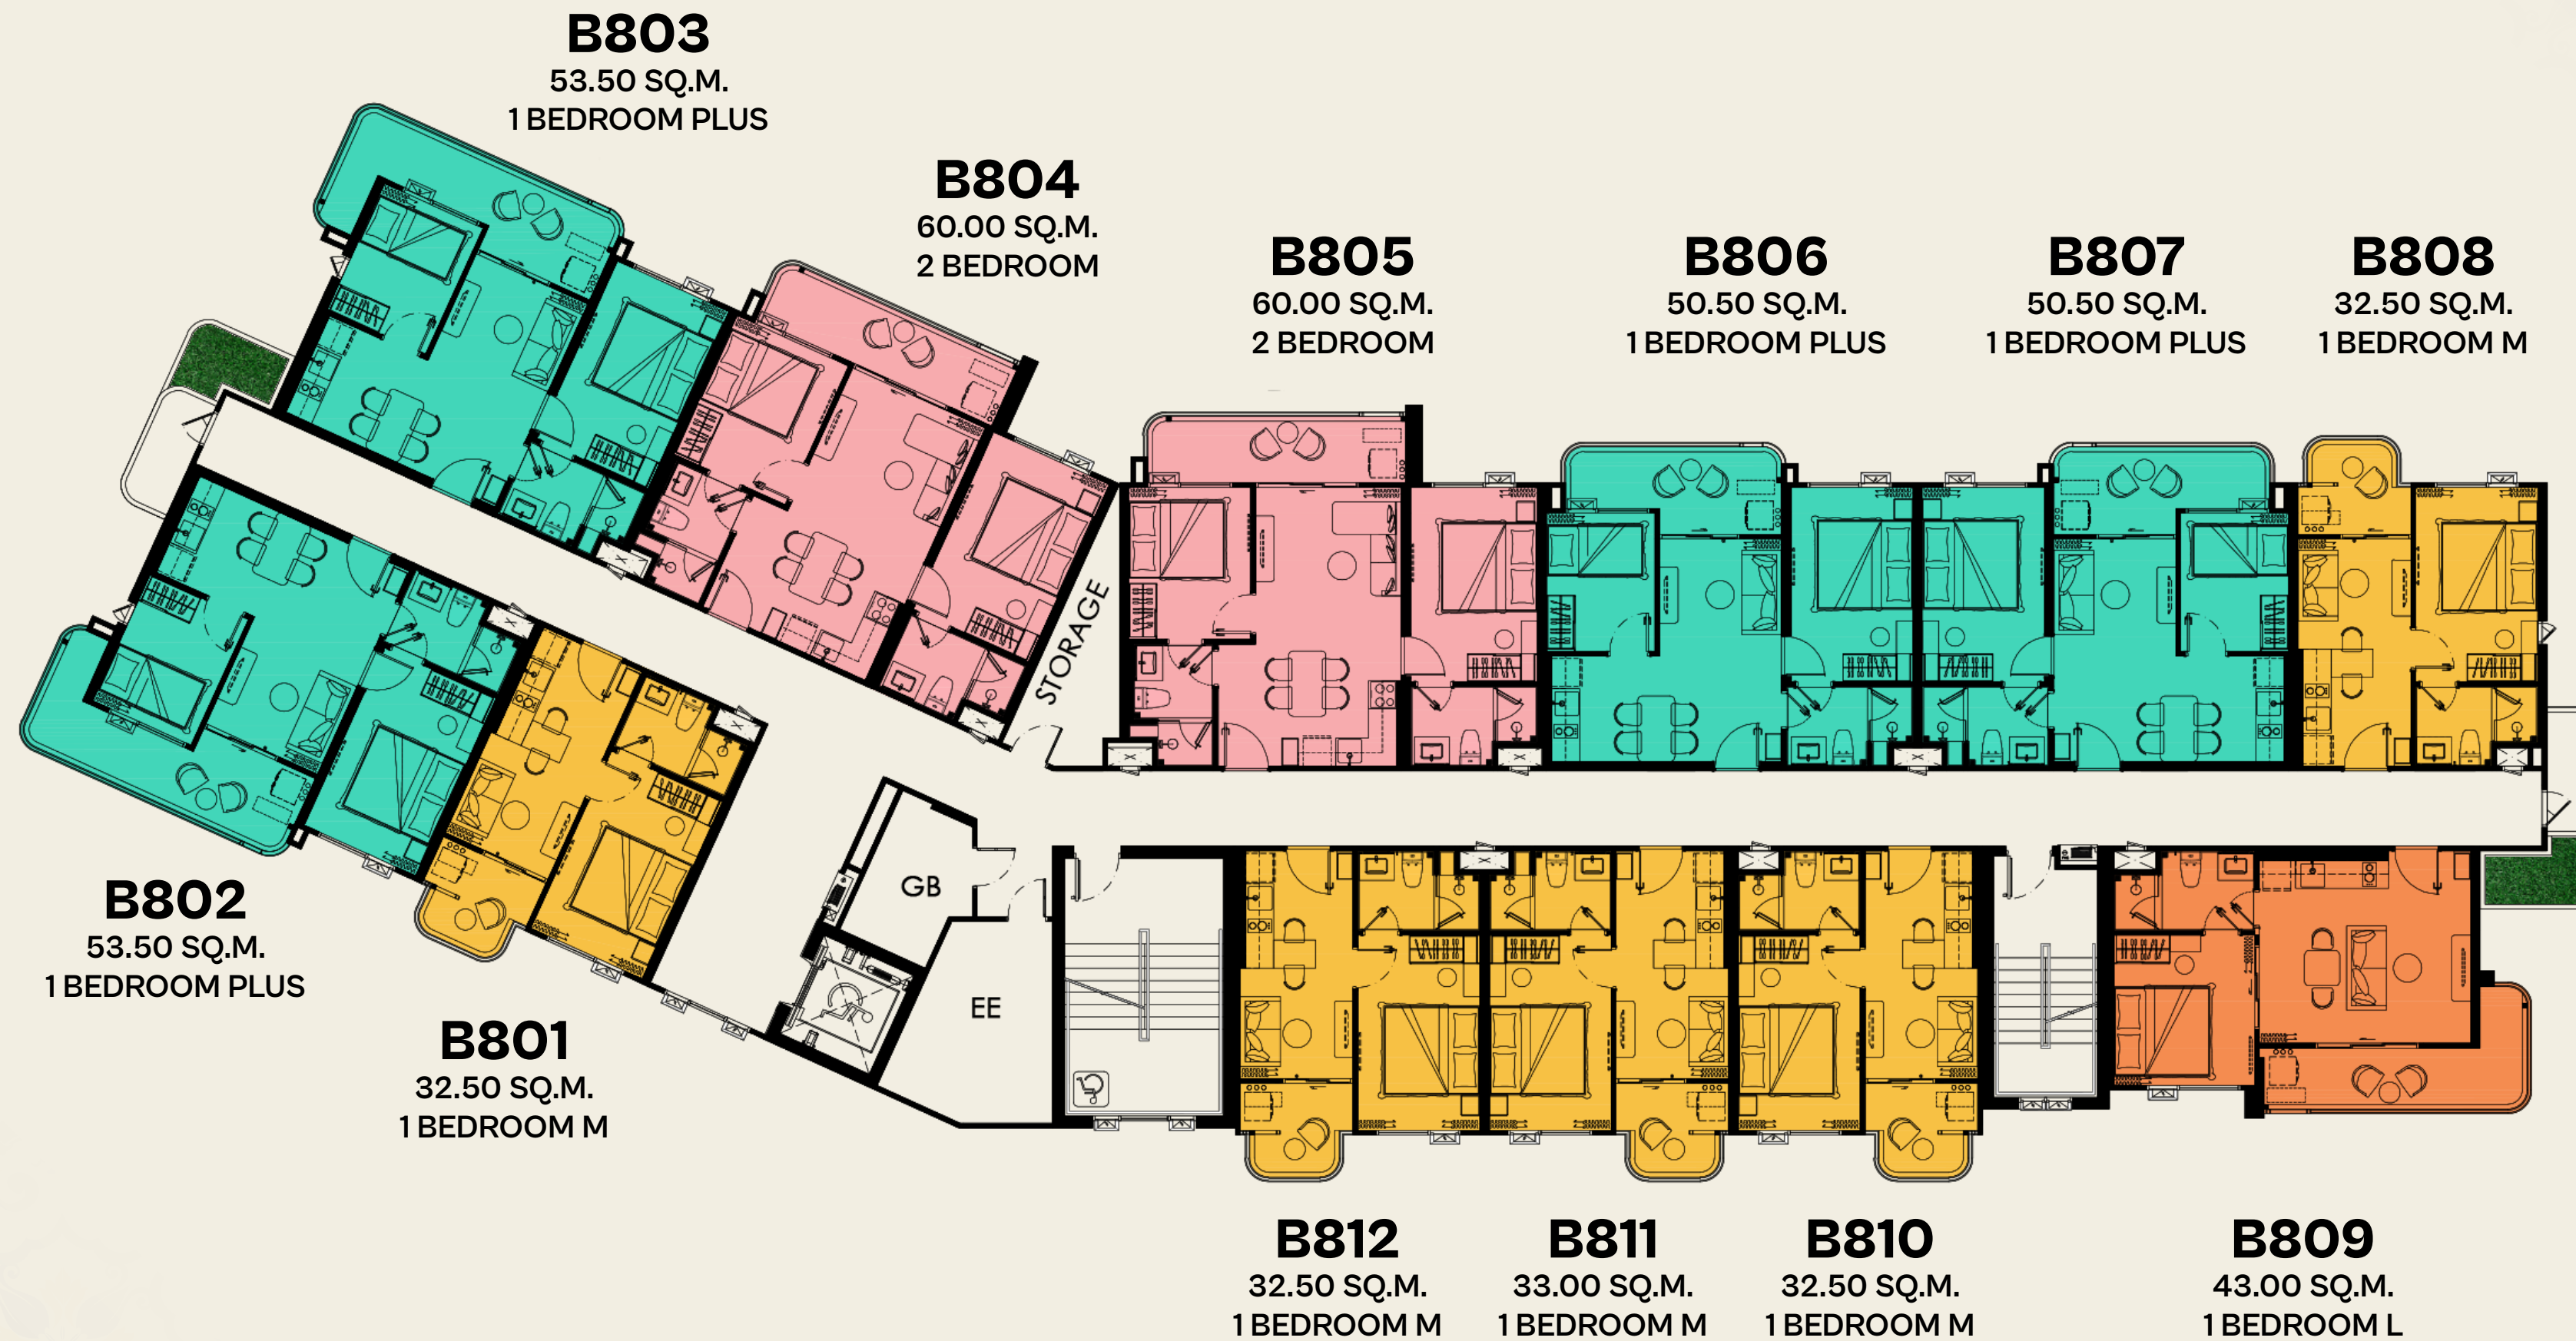 B803
53.50 SQ.M.
1 BEDROOM PLUS
B804
60.00 SQ.M.
2 BEDROOM
B805
60.00 SQ.M.
2 BEDROOM
B806
50.50 SQ.M.
1 BEDROOM PLUS
B807
50.50 SQ.M.
1 BEDROOM PLUS
B808
32.50 SQ.M.
1 BEDROOM M
STORAGE
GB
EE
B802
53.50 SQ.M.
1 BEDROOM PLUS
B801
32.50 SQ.M.
1 BEDROOM M
B812
32.50 SQ.M.
1 BEDROOM M
B811
33.00 SQ.M.
1 BEDROOM M
B810
32.50 SQ.M.
1 BEDROOM M
B809
43.00 SQ.M.
1 BEDROOM L